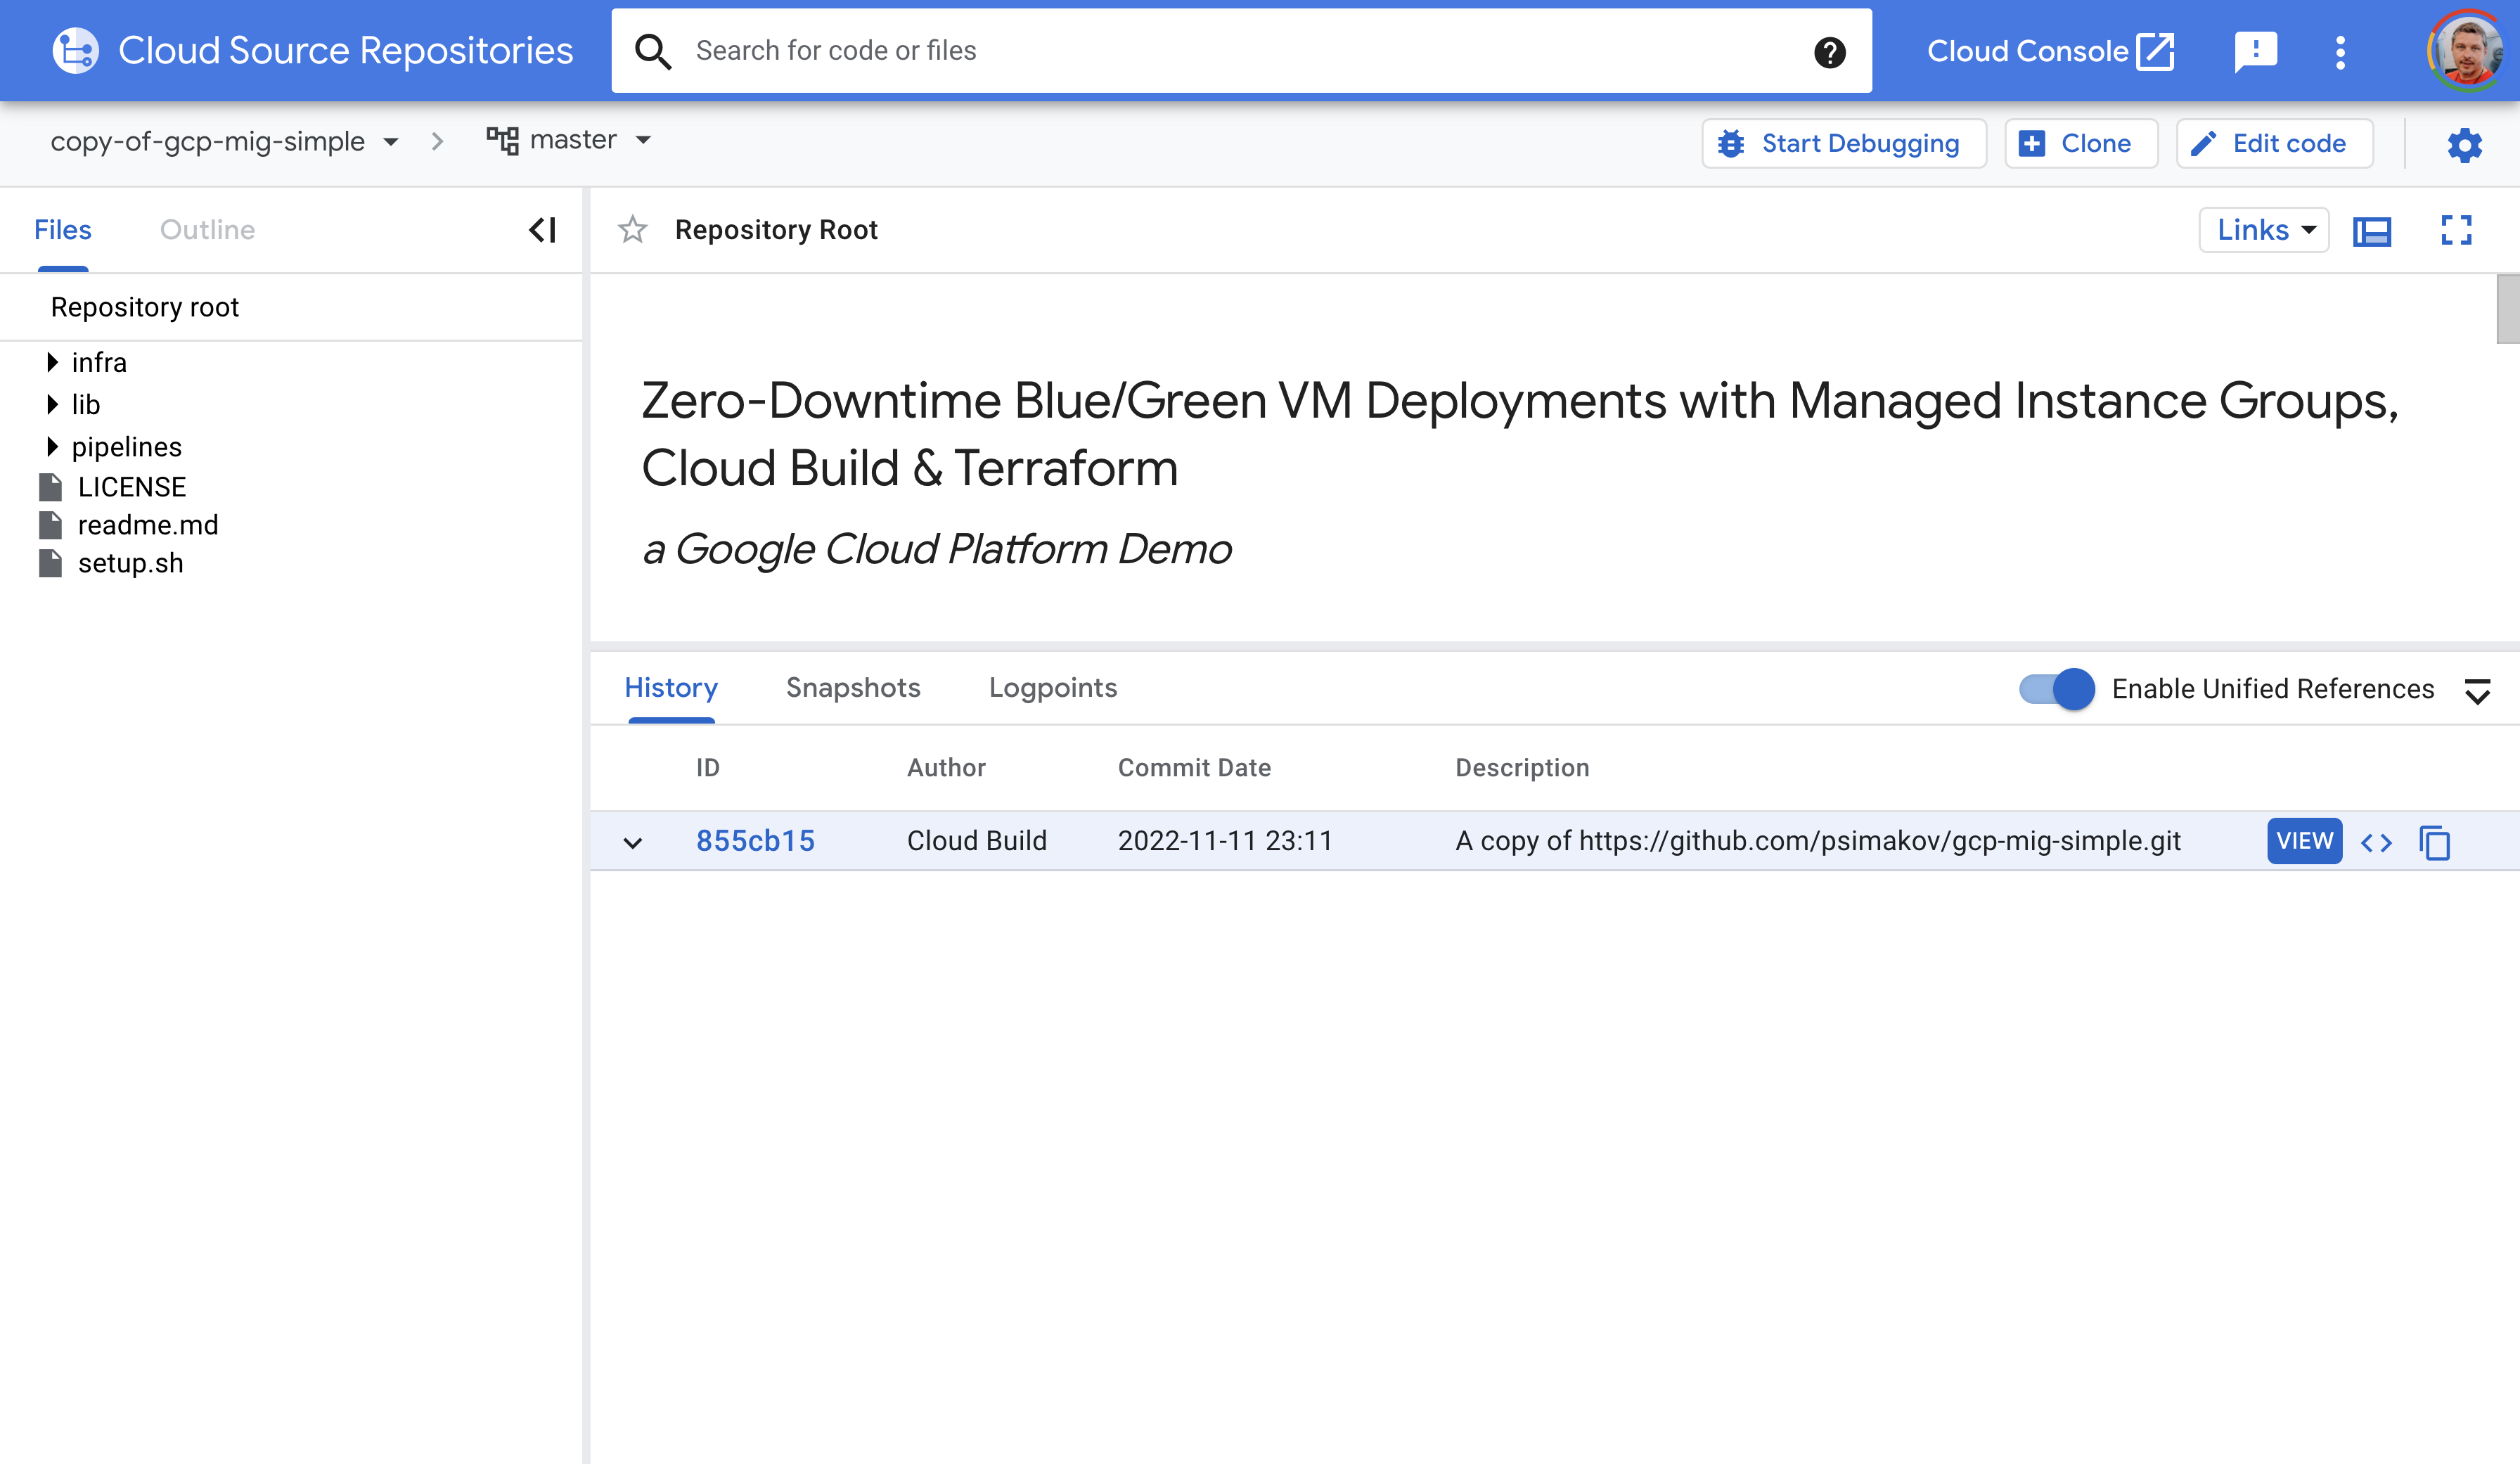 Cloud Source Repositories
Search for code or files
Cloud Console
copy-of-gcp-mig-simple
master
Start Debugging
Clone
Edit code
Files
Outline
Repository root
infra
lib
pipelines
LICENSE
readme.md
setup.sh
Repository Root
Links
Zero-Downtime Blue/Green VM Deployments with Managed Instance Groups,
Cloud Build & Terraform
a Google Cloud Platform Demo
History
Snapshots
Logpoints
Enable Unified References
ID
Author
Commit Date
Description
855cb15
Cloud Build
2022-11-11 23:11
A copy of https://github.com/psimakov/gcp-mig-simple.git
VIEW